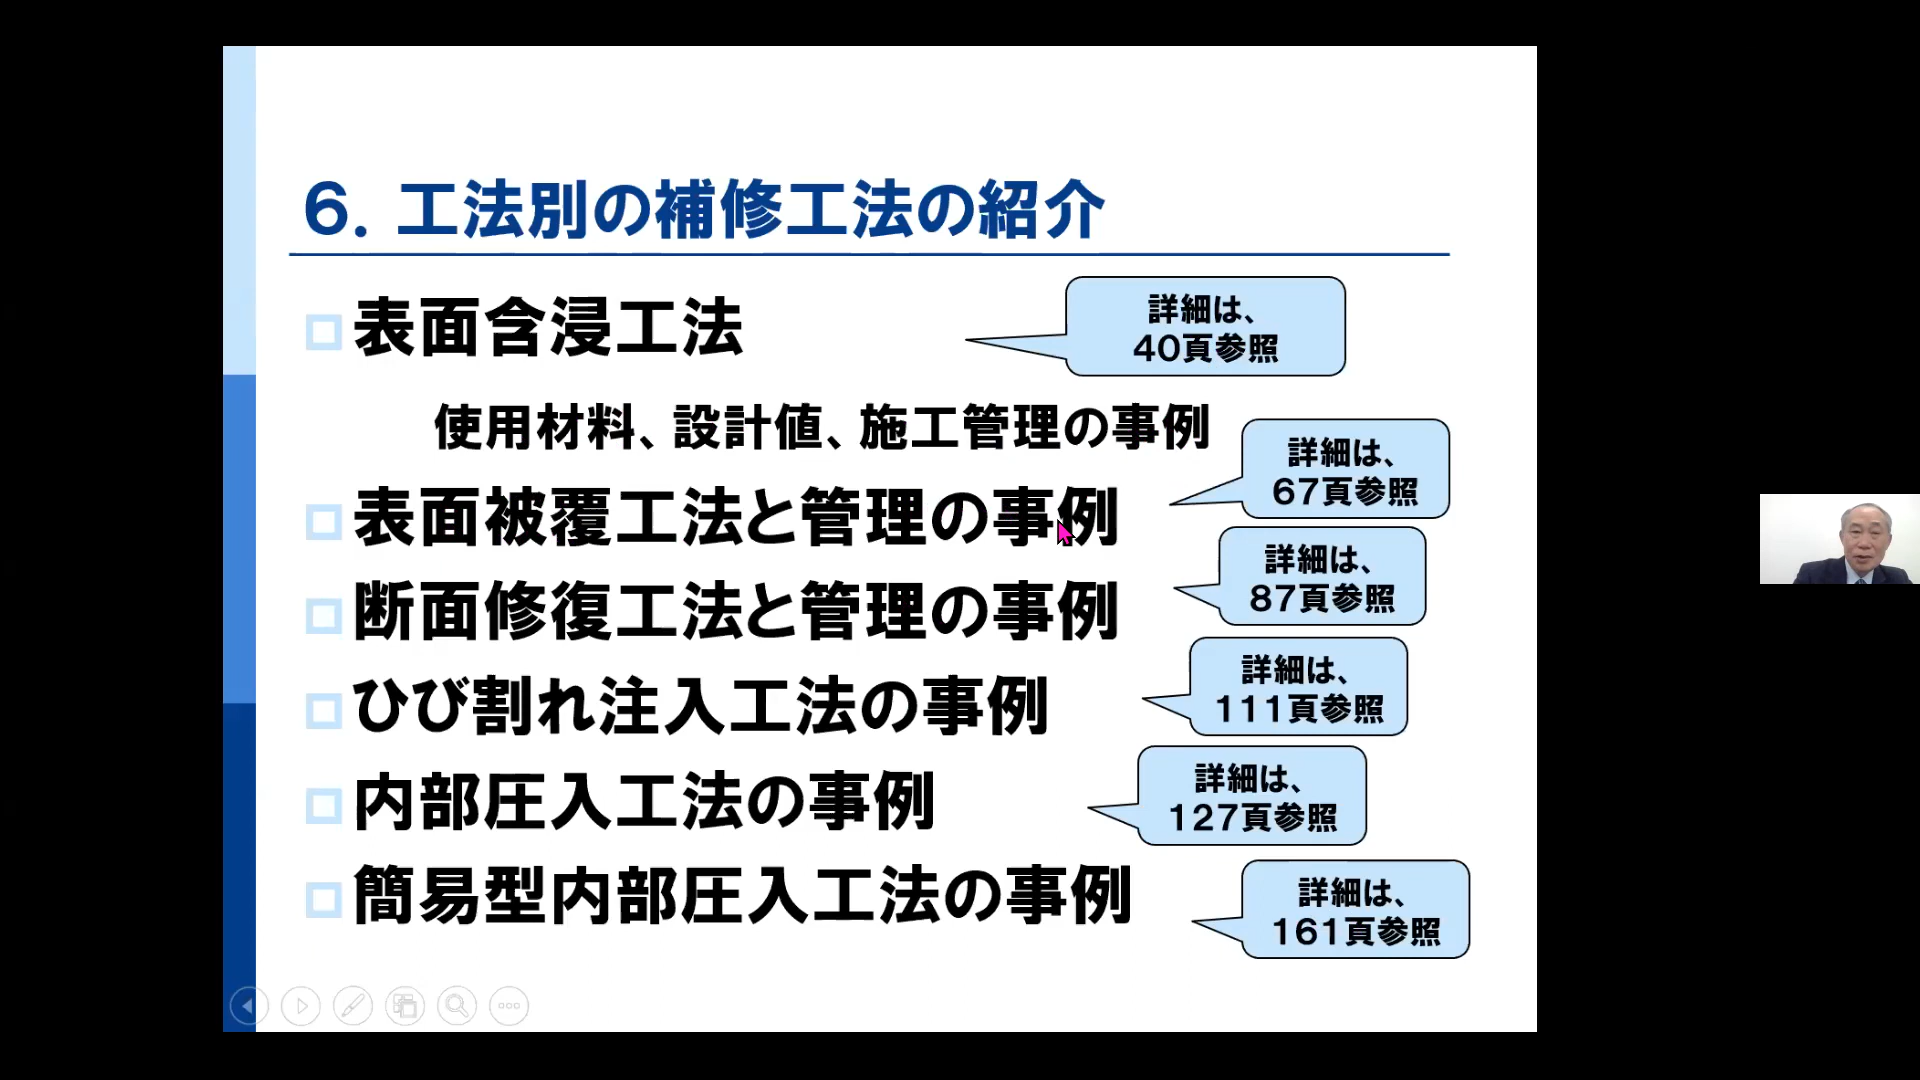 6. 工法別の補修工法の紹介
表面含浸工法
詳細は、
40頁参照
使用材料、設計値、施工管理の事例
表面被覆工法と管理の事例
詳細は、
67頁参照
断面修復工法と管理の事例
詳細は、
87頁参照
ひび割れ注入工法の事例
詳細は、
111頁参照
内部圧入工法の事例
詳細は、
127頁参照
簡易型内部圧入工法の事例
詳細は、
161頁参照